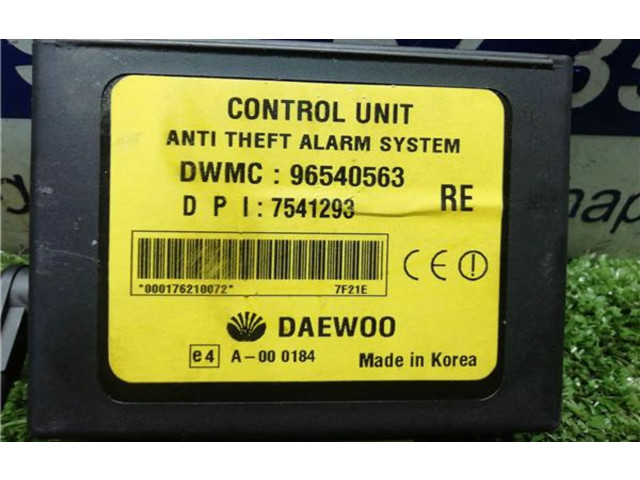 CONTROL UNIT
ANTI THEFT ALARM SYSTEM
DWMC : 96540563
D P I : 7541293
RE
*000176210072* 7F21E
CE
DAEWOO
e4 A-00 0184 Made in Korea